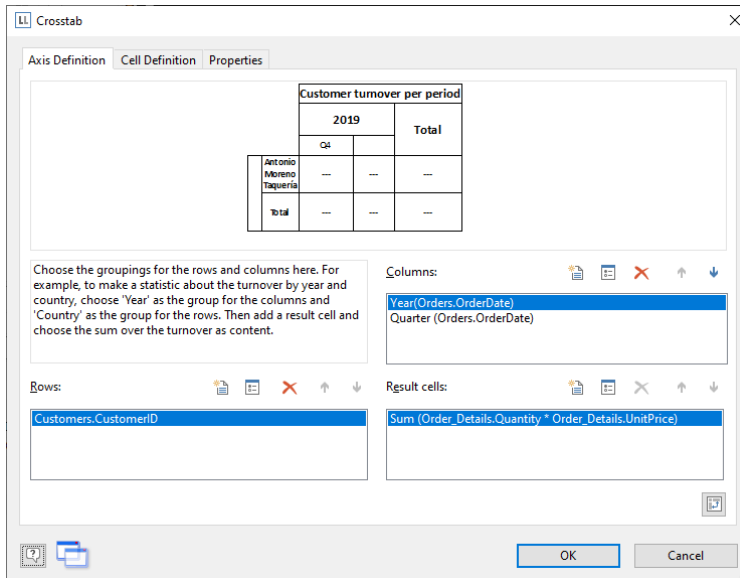 LL Crosstab
Axis Definition Cell Definition Properties
Customer turnover per period
2019
Total
Q4
Antonio
Moreno
Taquería
---
---
---
Total
---
---
---
Choose the groupings for the rows and columns here. For
example, to make a statistic about the turnover by year and
country, choose 'Year' as the group for the columns and
'Country' as the group for the rows. Then add a result cell and
choose the sum over the turnover as content.
Columns:
Year(Orders.OrderDate)
Quarter (Orders.OrderDate)
Rows:
Customers.CustomerID
Result cells:
Sum (Order_Details.Quantity * Order_Details.UnitPrice)
OK
Cancel